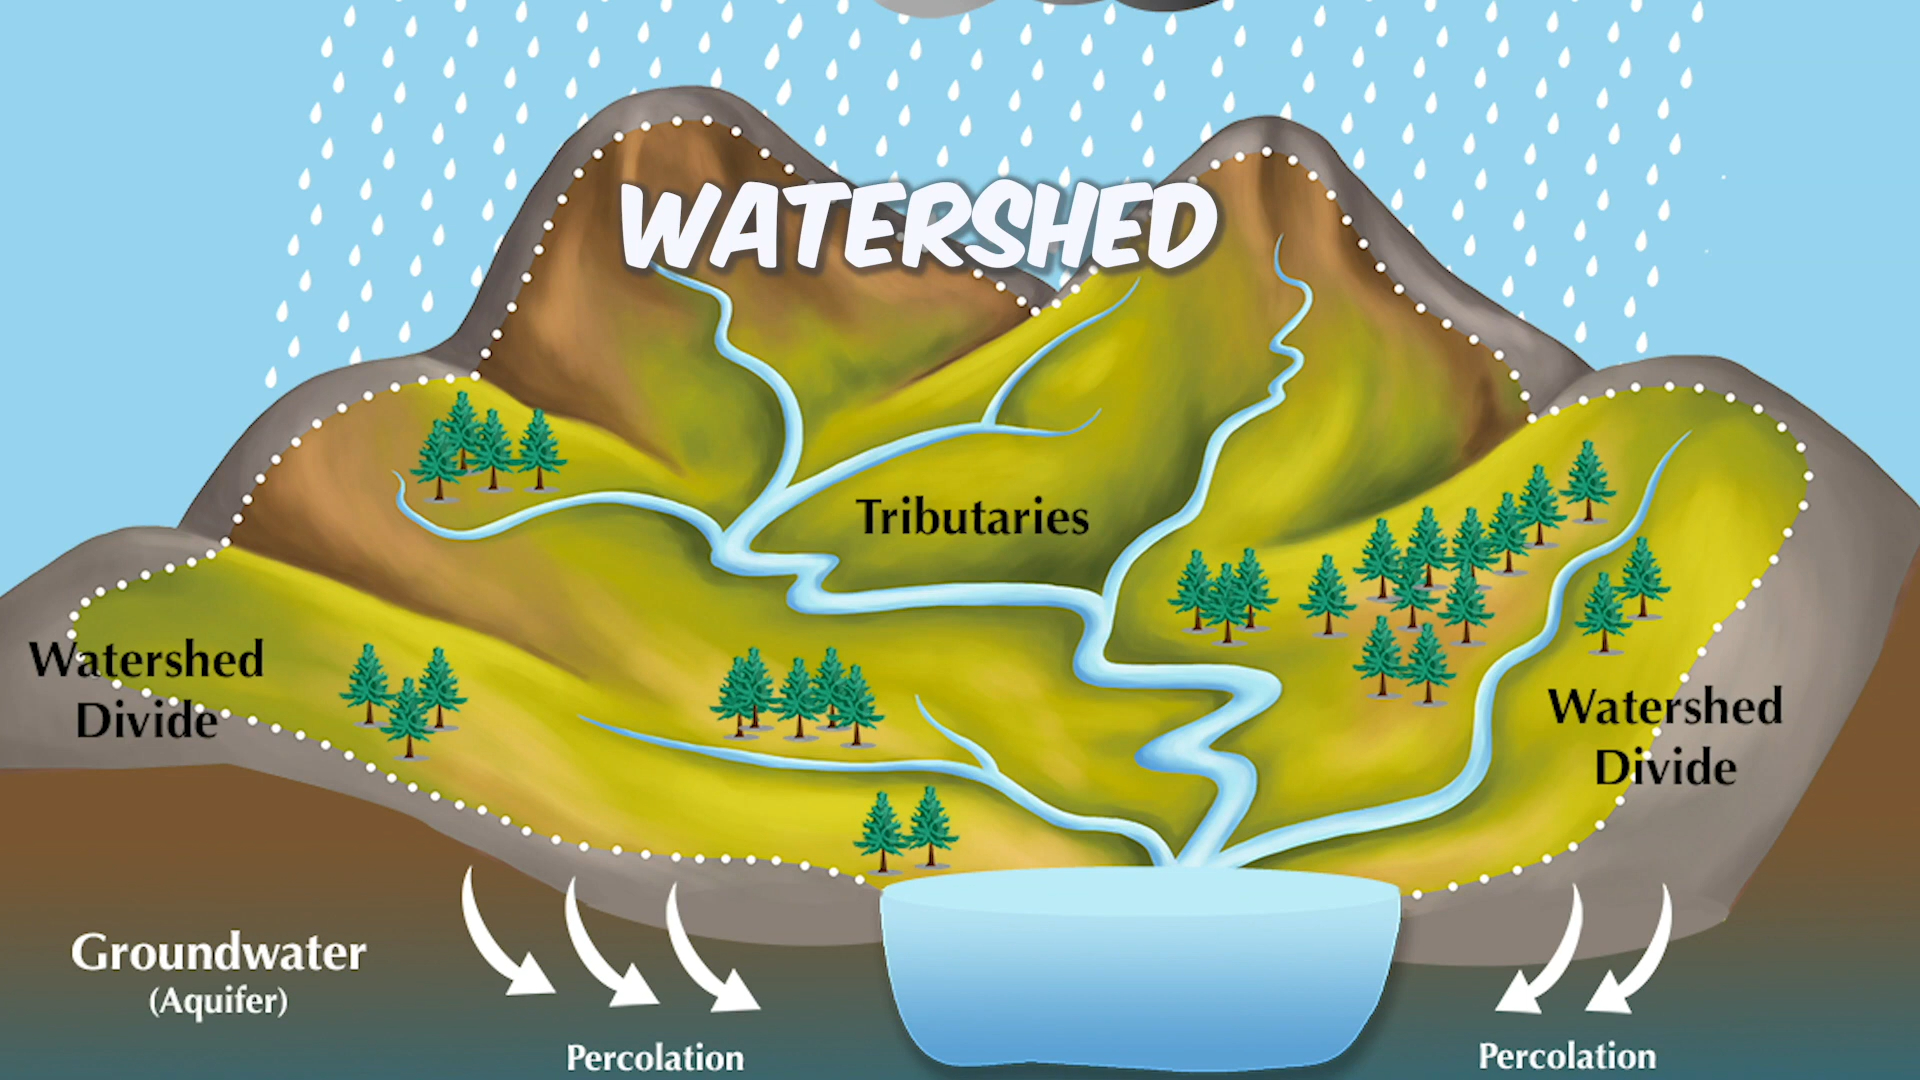 WATERSHED
Tributaries
Watershed
Divide
Watershed
Divide
Groundwater
(Aquifer)
Percolation
Percolation